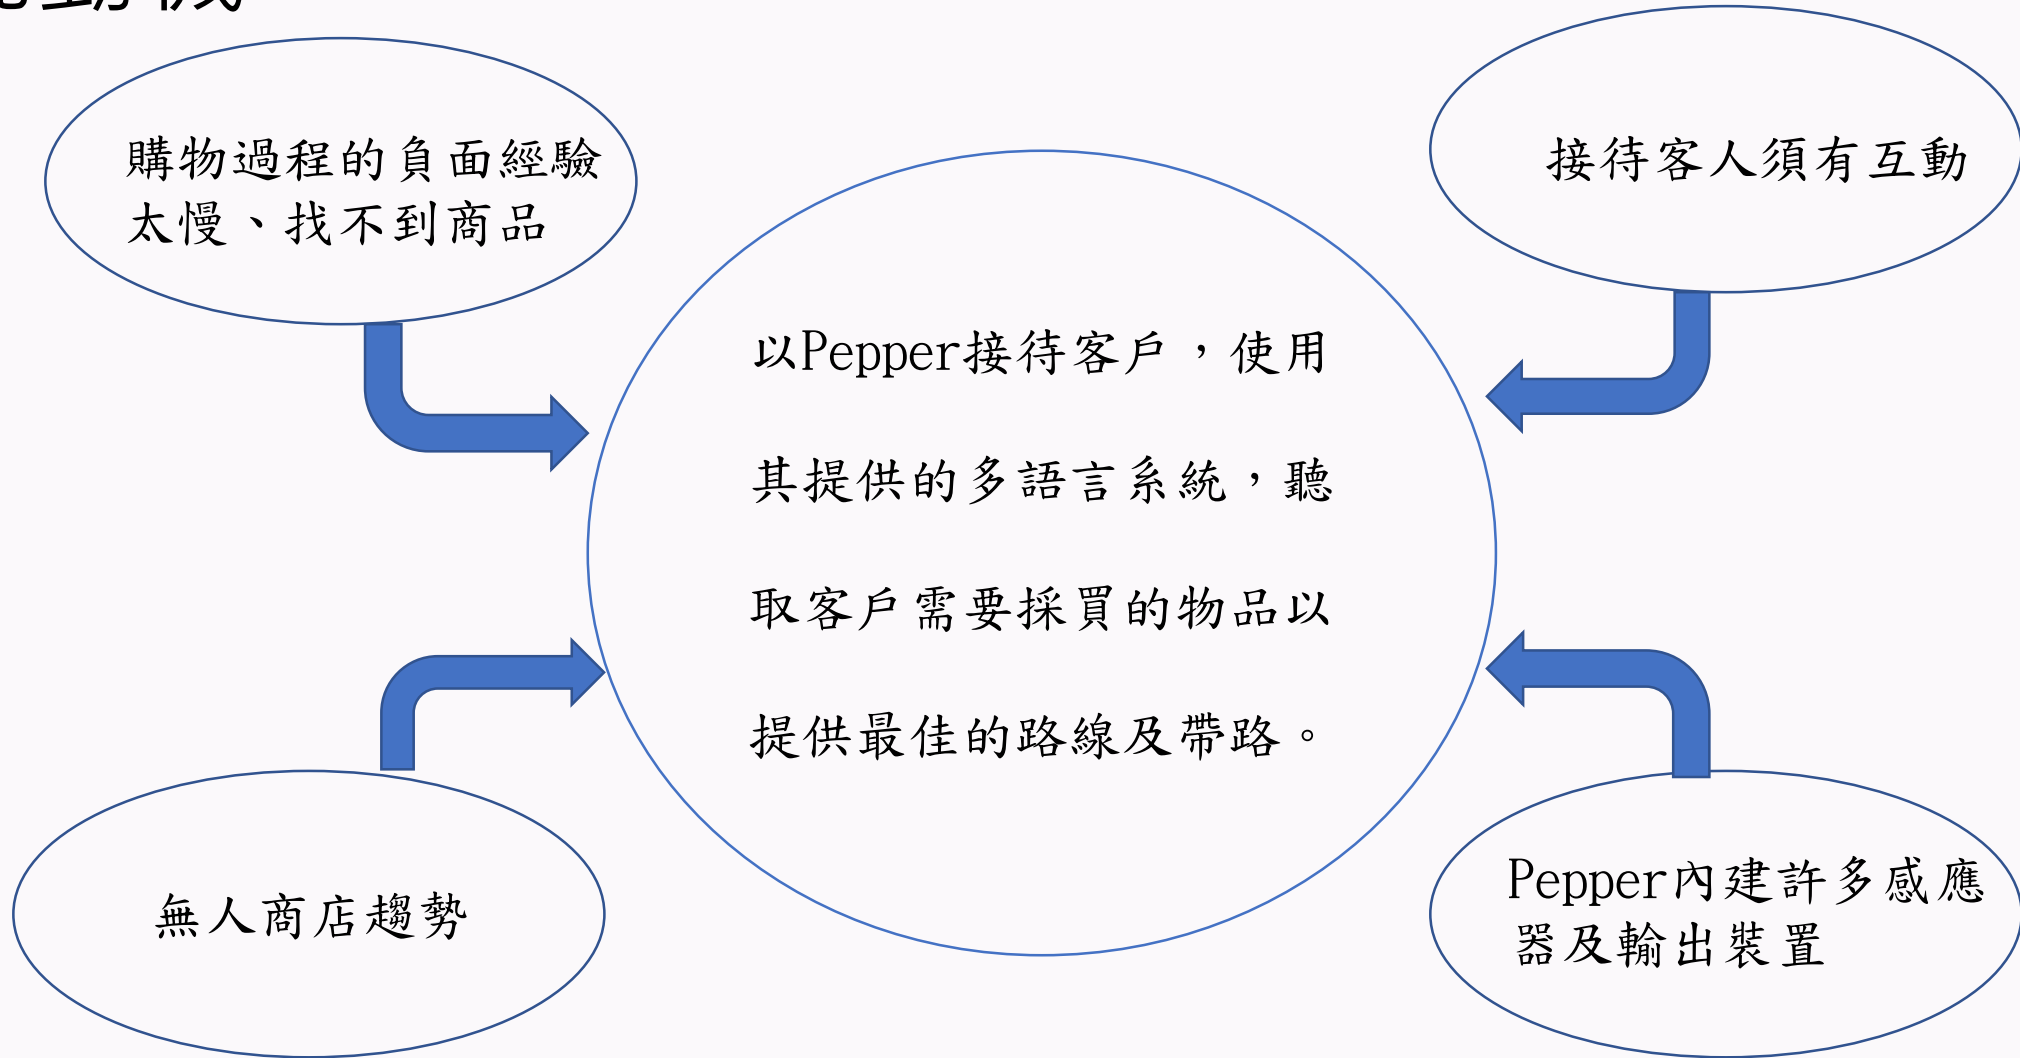 購物過程的負面經驗
太慢、找不到商品
接待客人須有互動
以Pepper接待客戶，使用
其提供的多語言系統，聽
取客戶需要採買的物品以
提供最佳的路線及帶路。
無人商店趨勢
Pepper內建許多感應
器及輸出裝置